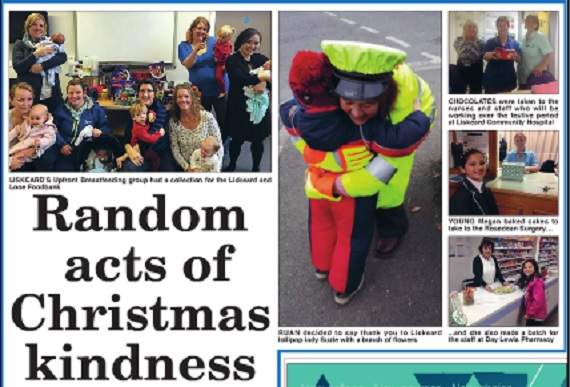 LISKEARD'S Upfront Breastfeeding group had a collection for the Liskeard and
Looe Foodbank
Random
acts of
Christmas
kindness
RUAN decided to say thank you to Liskeard
lollipop lady Suzie with a bunch of flowers
CHOCOLATES were taken to the
nurses and staff who will be
working over the festive period
at Liskeard Community Hospital
YOUNG Megan baked cakes to
take to the Rosedean Surgery...
...and she also made a batch for
the staff at Day Lewis Pharmacy